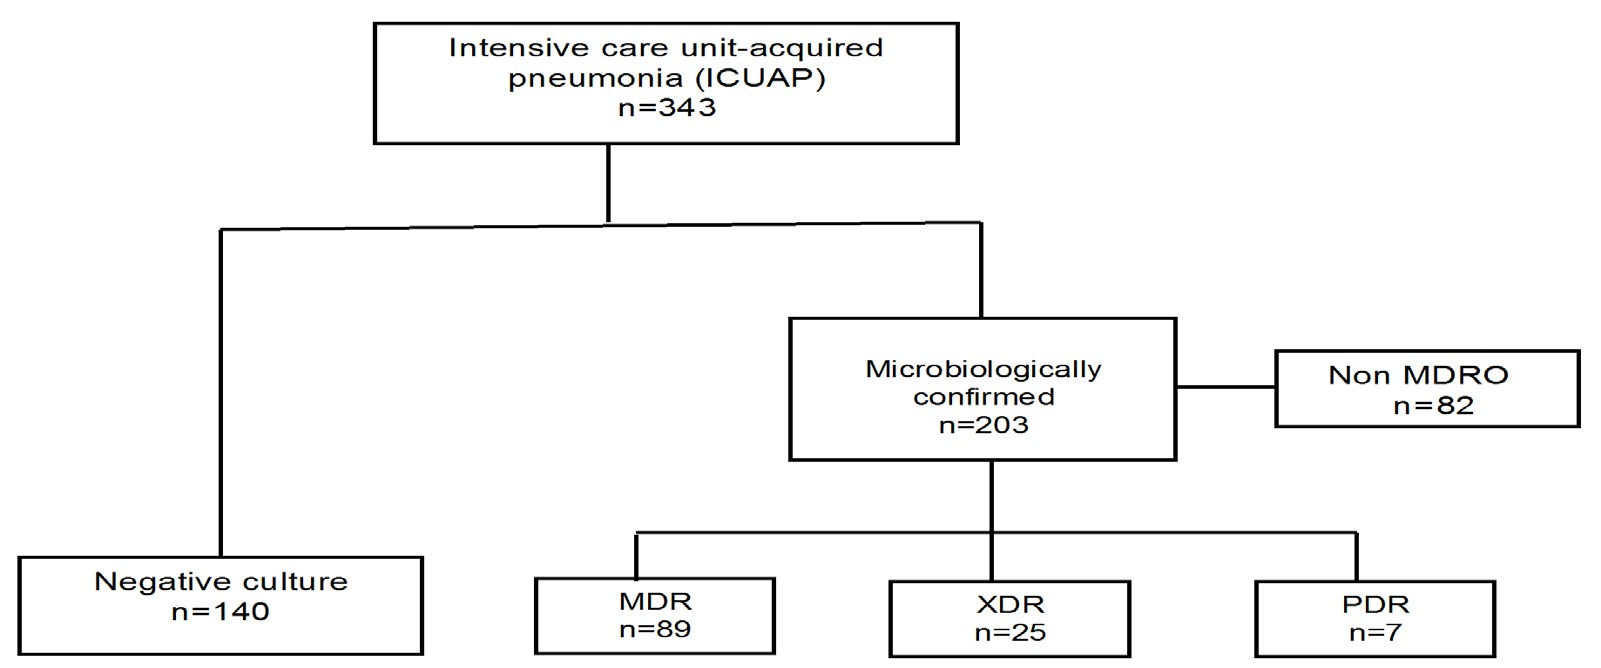 Intensive care unit-acquired
pneumonia (ICUAP)
n=343
Microbiologically
confirmed
n=203
Non MDRO
n=82
Negative culture
n=140
MDR
n=89
XDR
n=25
PDR
n=7